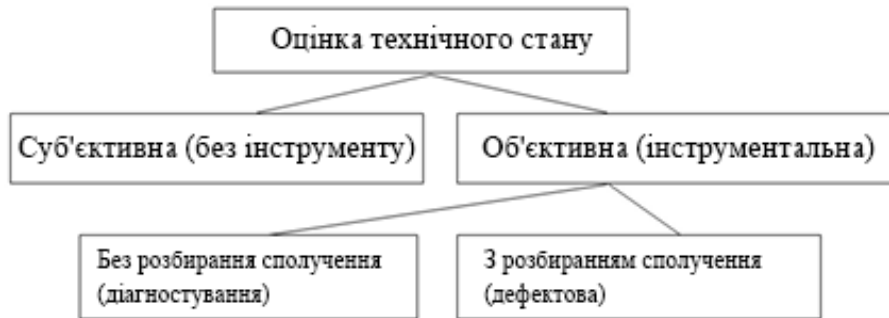 Оцінка технічного стану
Суб'єктивна (без інструменту)
Об'єктивна (інструментальна)
Без розбирання сполучення
(діагностування)
З розбиранням сполучення
(дефектова)